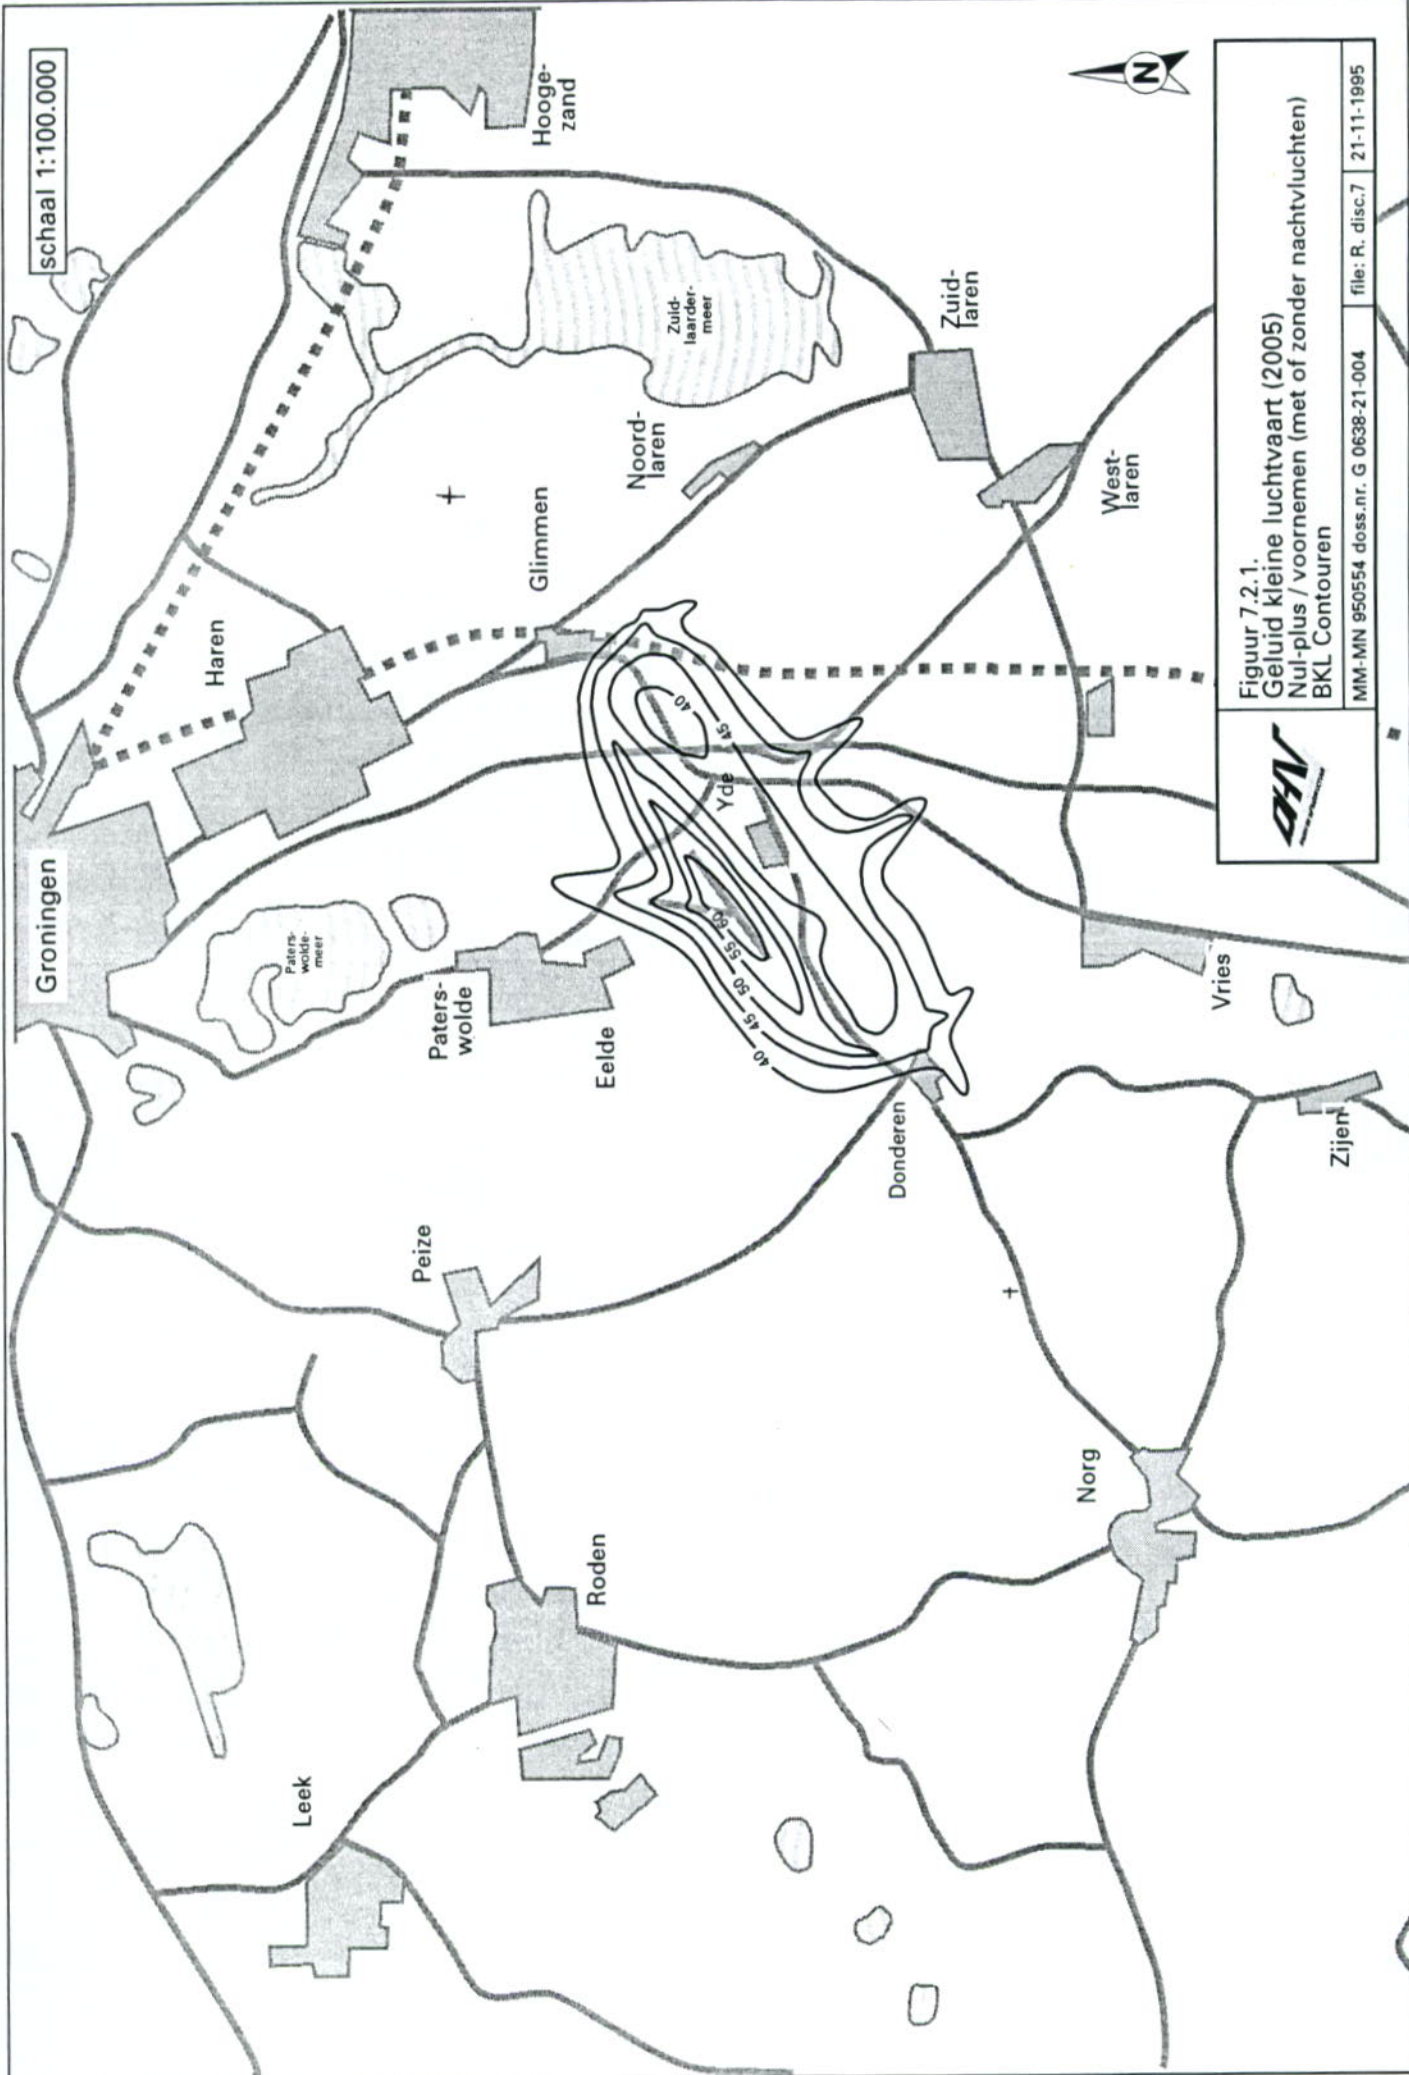 schaal 1:100.000
Groningen
Haren
Hooge-
zand
Paters-
wolde-
meer
Zuid-
laarder-
meer
Leek
Peize
Paters-
wolde
Glimmen
Noord-
laren
Roden
Eelde
Yde
40
45
40
45
50
55
60
Zuid-
laren
Donderen
West-
laren
Norg
Vries
Zijen
N
DHV
Figuur 7.2.1.
Geluid kleine luchtvaart (2005)
Nul-plus / voornemen (met of zonder nachtvluchten)
BKL Contouren
MM-MN 950554 doss.nr. G 0638-21-004
file: R. disc.7
21-11-1995